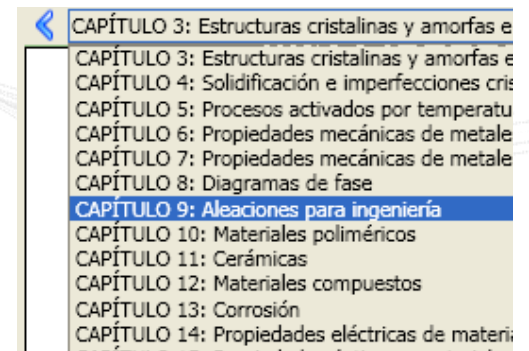 CAPÍTULO 3: Estructuras cristalinas y amorfas e
CAPÍTULO 3: Estructuras cristalinas y amorfas e
CAPÍTULO 4: Solidificación e imperfecciones cris
CAPÍTULO 5: Procesos activados por temperatu
CAPÍTULO 6: Propiedades mecánicas de metale
CAPÍTULO 7: Propiedades mecánicas de metale
CAPÍTULO 8: Diagramas de fase
CAPÍTULO 9: Aleaciones para ingeniería
CAPÍTULO 10: Materiales poliméricos
CAPÍTULO 11: Cerámicas
CAPÍTULO 12: Materiales compuestos
CAPÍTULO 13: Corrosión
CAPÍTULO 14: Propiedades eléctricas de materia